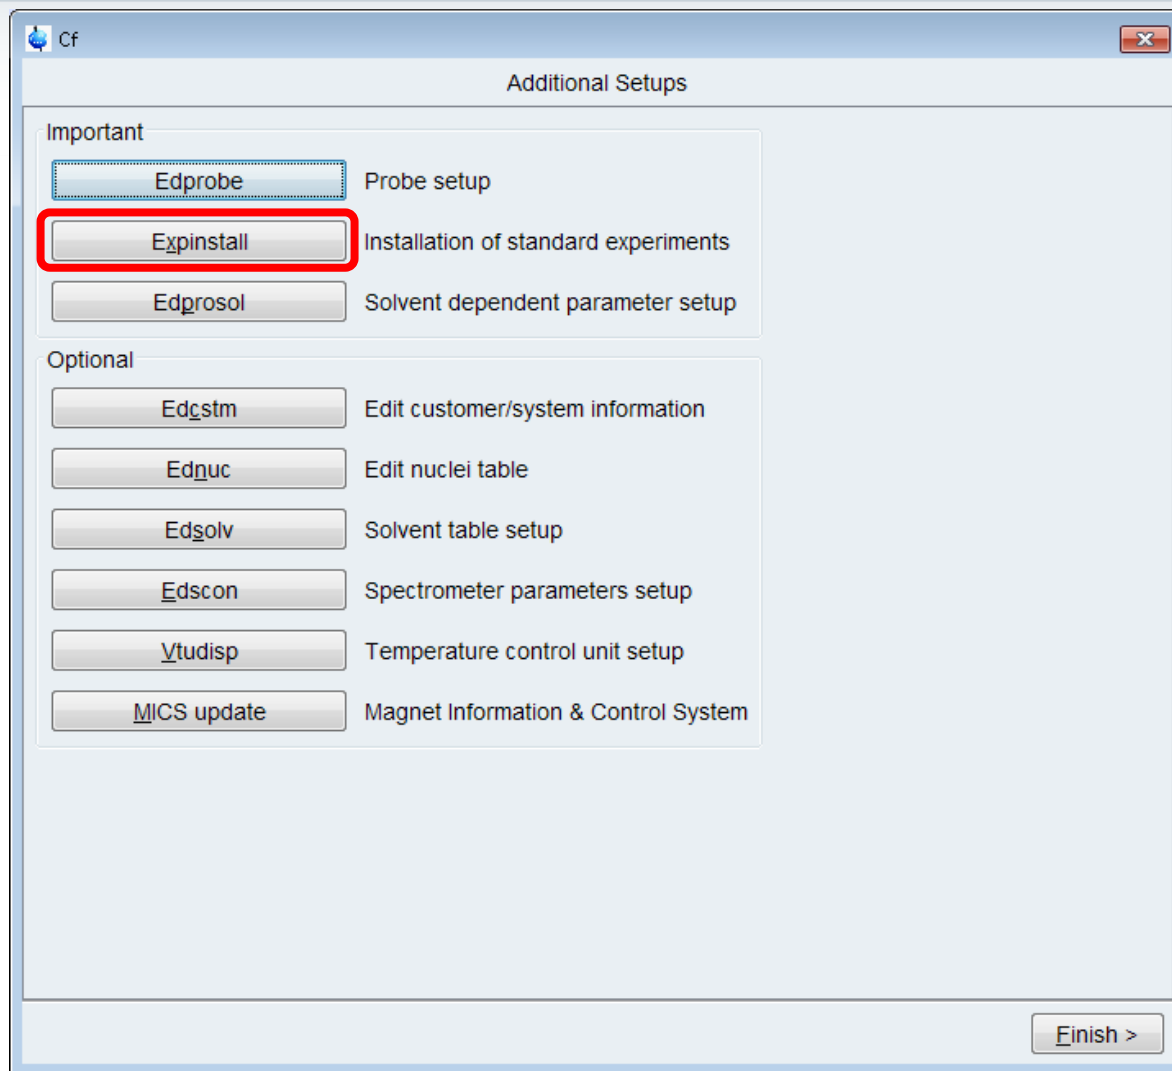 Cf
Additional Setups
Important
Edprobe Probe setup
Expinstall Installation of standard experiments
Edprosol Solvent dependent parameter setup
Optional
Edcstm Edit customer/system information
Ednuc Edit nuclei table
Edsolv Solvent table setup
Edscon Spectrometer parameters setup
Vtudisp Temperature control unit setup
MICS update Magnet Information & Control System
Finish >